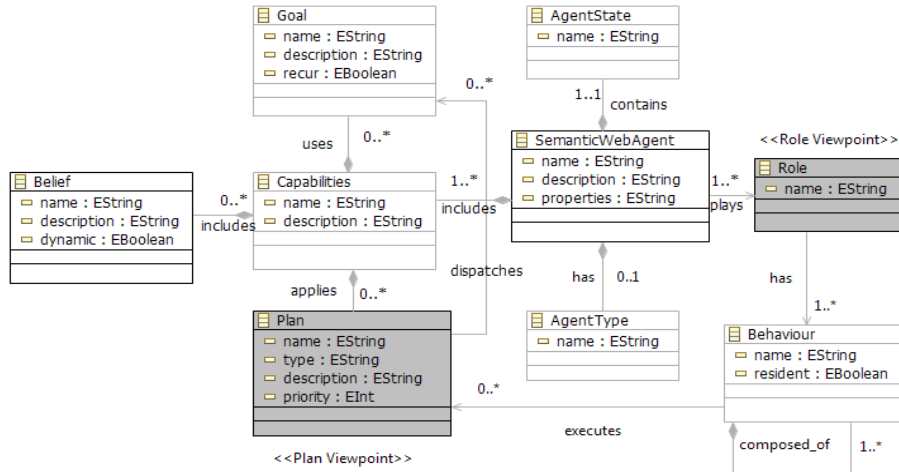 Goal
name : EString
description : EString
recur : EBoolean
AgentState
name : EString
0..*
1..1
contains
uses
0..*
<<Role Viewpoint>>
SemanticWebAgent
name : EString
description : EString
properties : EString
Role
name : EString
Belief
name : EString
description : EString
dynamic : EBoolean
0..*
includes
Capabilities
name : EString
description : EString
1..*
includes
1..*
plays
applies
0..*
dispatches
has
0..1
has
1..*
Plan
name : EString
type : EString
description : EString
priority : EInt
AgentType
name : EString
Behaviour
name : EString
resident : EBoolean
0..*
executes
<<Plan Viewpoint>>
composed_of
1..*